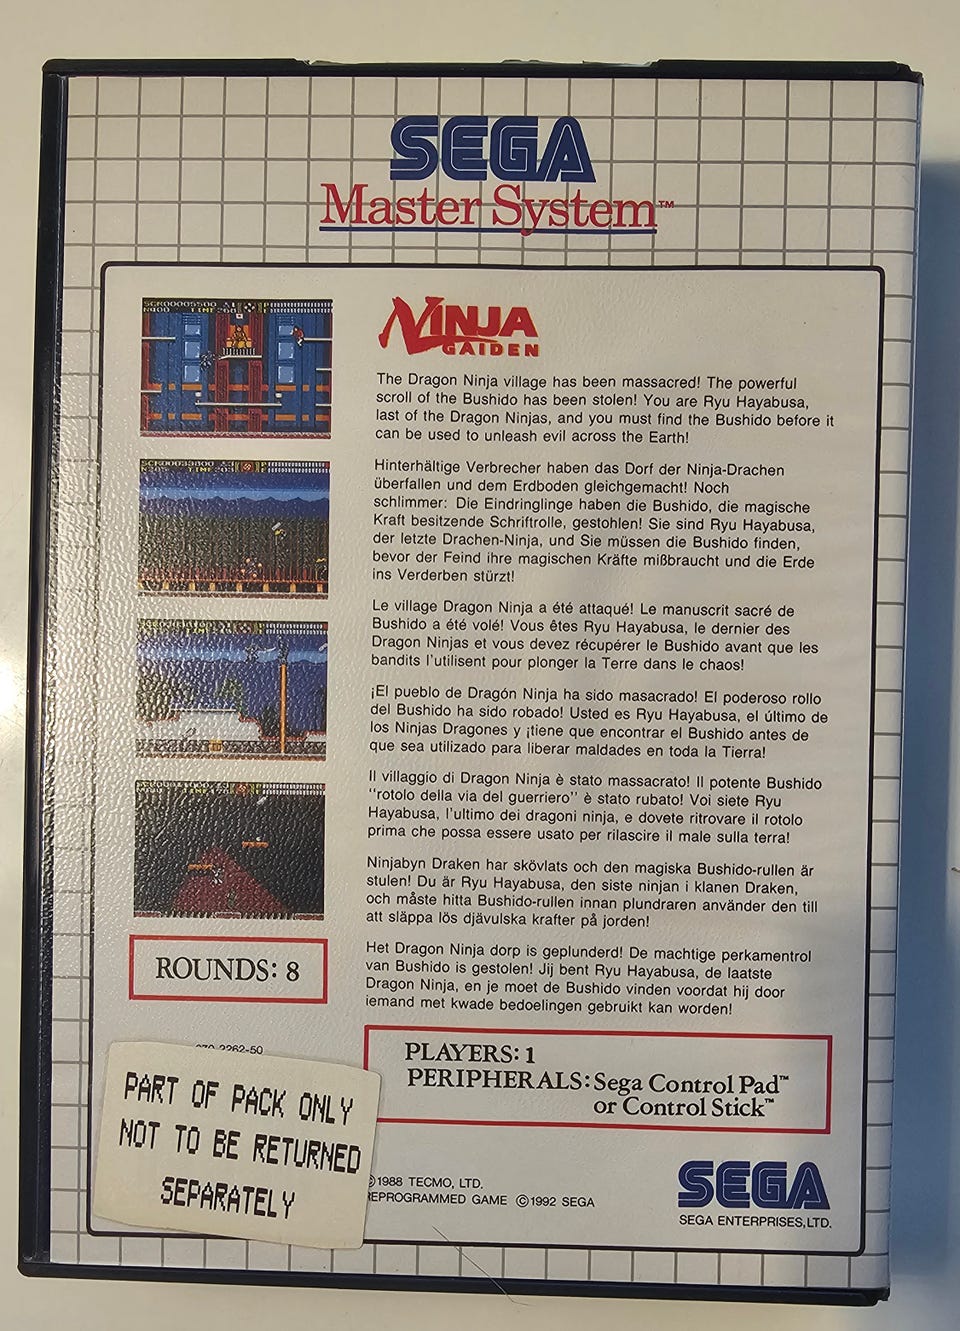 SEGA
Master System™
NINJA
GAIDEN
The Dragon Ninja village has been massacred! The powerful
scroll of the Bushido has been stolen! You are Ryu Hayabusa,
last of the Dragon Ninjas, and you must find the Bushido before it
can be used to unleash evil across the Earth!
Hinterhältige Verbrecher haben das Dorf der Ninja-Drachen
überfallen und dem Erdboden gleichgemacht! Noch
schlimmer: Die Eindringlinge haben die Bushido, die magische
Kraft besitzende Schriftrolle, gestohlen! Sie sind Ryu Hayabusa,
der letzte Drachen-Ninja, und Sie müssen die Bushido finden,
bevor der Feind ihre magischen Kräfte mißbraucht und die Erde
ins Verderben stürzt!
Le village Dragon Ninja a été attaqué! Le manuscrit sacré de
Bushido a été volé! Vous êtes Ryu Hayabusa, le dernier des
Dragon Ninjas et vous devez récupérer le Bushido avant que les
bandits l'utilisent pour plonger la Terre dans le chaos!
¡El pueblo de Dragón Ninja ha sido masacrado! El poderoso rollo
del Bushido ha sido robado! Usted es Ryu Hayabusa, el último de
los Ninjas Dragones y ¡tiene que encontrar el Bushido antes de
que sea utilizado para liberar maldades en toda la Tierra!
Il villaggio di Dragon Ninja è stato massacrato! Il potente Bushido
"rotolo della via del guerriero" è stato rubato! Voi siete Ryu
Hayabusa, l'ultimo dei dragoni ninja, e dovete ritrovare il rotolo
prima che possa essere usato per rilascire il male sulla terra!
Ninjabyn Draken har skövlats och den magiska Bushido-rullen är
stulen! Du är Ryu Hayabusa, den siste ninjan i klanen Draken,
och måste hitta Bushido-rullen innan plundraren använder den till
att släppa lös djävulska krafter på jorden!
Het Dragon Ninja dorp is geplunderd! De machtige perkamentrol
van Bushido is gestolen! Jij bent Ryu Hayabusa, de laatste
Dragon Ninja, en je moet de Bushido vinden voordat hij door
iemand met kwade bedoelingen gebruikt kan worden!
ROUNDS: 8
PLAYERS: 1
PERIPHERALS: Sega Control Pad™
or Control Stick™
PART OF PACK ONLY
NOT TO BE RETURNED
SEPARATELY
©1988 TECMO, LTD.
REPROGRAMMED GAME ©1992 SEGA
SEGA
SEGA ENTERPRISES, LTD.